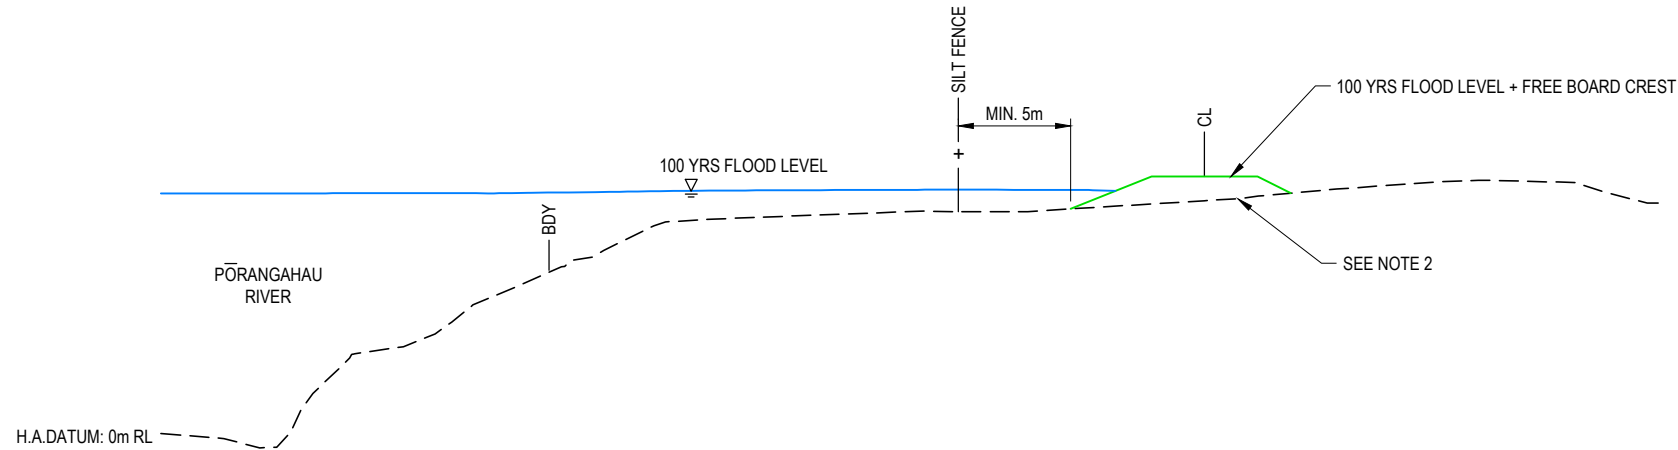 SILT FENCE
100 YRS FLOOD LEVEL + FREE BOARD CREST
MIN. 5m
CL
100 YRS FLOOD LEVEL
BDY
PŌRANGAHAU
RIVER
SEE NOTE 2
H.A.DATUM: 0m RL